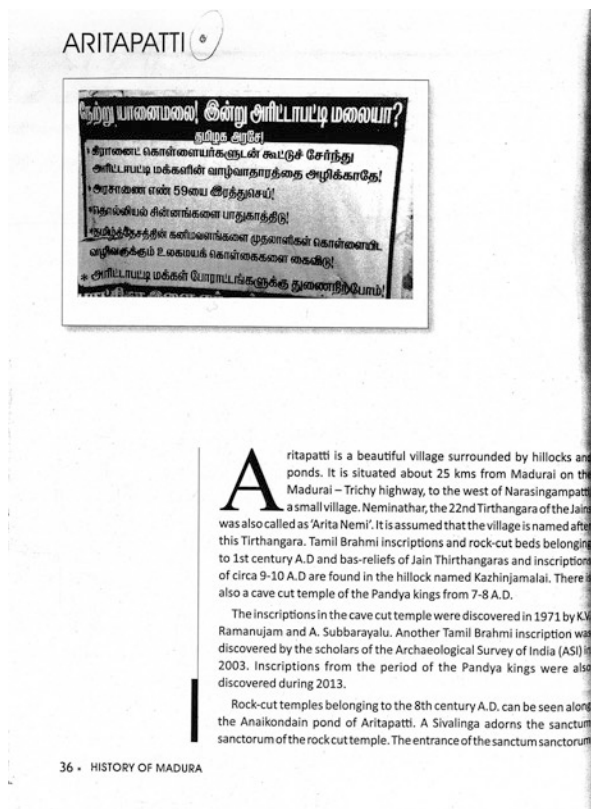 ARITAPATTI
நேற்று யானைமலை! இன்று அரிட்டாபட்டி மலையா?
தமிழக அரசே!
கிரானைட் கொள்ளையர்களுடன் கூட்டுச் சேர்ந்து
அரிட்டாபட்டி மக்களின் வாழ்வாதாரத்தை அழிக்காதே!
அரசாணை எண் 59யை இரத்துசெய்!
தொல்லியல் சின்னங்களை பாதுகாத்திடு!
தமிழ்த்தேசத்தின் கனிமவளங்களை முதலாளிகள் கொள்ளையிட
வழிவகுக்கும் உலகமயக் கொள்கைகளை கைவிடு!
* அரிட்டாபட்டி மக்கள் போராட்டங்களுக்கு துணைநிற்போம்!
Aritapatti is a beautiful village surrounded by hillocks and
ponds. It is situated about 25 kms from Madurai on the
Madurai – Trichy highway, to the west of Narasingampatti,
a small village. Neminathar, the 22nd Tirthangara of the Jains
was also called as ‘Arita Nemi’. It is assumed that the village is named after
this Tirthangara. Tamil Brahmi inscriptions and rock-cut beds belonging
to 1st century A.D and bas-reliefs of Jain Thirthangaras and inscriptions
of circa 9-10 A.D are found in the hillock named Kazhinjamalai. There is
also a cave cut temple of the Pandya kings from 7-8 A.D.
The inscriptions in the cave cut temple were discovered in 1971 by K.V.
Ramanujam and A. Subbarayalu. Another Tamil Brahmi inscription was
discovered by the scholars of the Archaeological Survey of India (ASI) in
2003. Inscriptions from the period of the Pandya kings were also
discovered during 2013.
Rock-cut temples belonging to the 8th century A.D. can be seen along
the Anaikondain pond of Aritapatti. A Sivalinga adorns the sanctum
sanctorum of the rock cut temple. The entrance of the sanctum sanctorum
36 • HISTORY OF MADURA